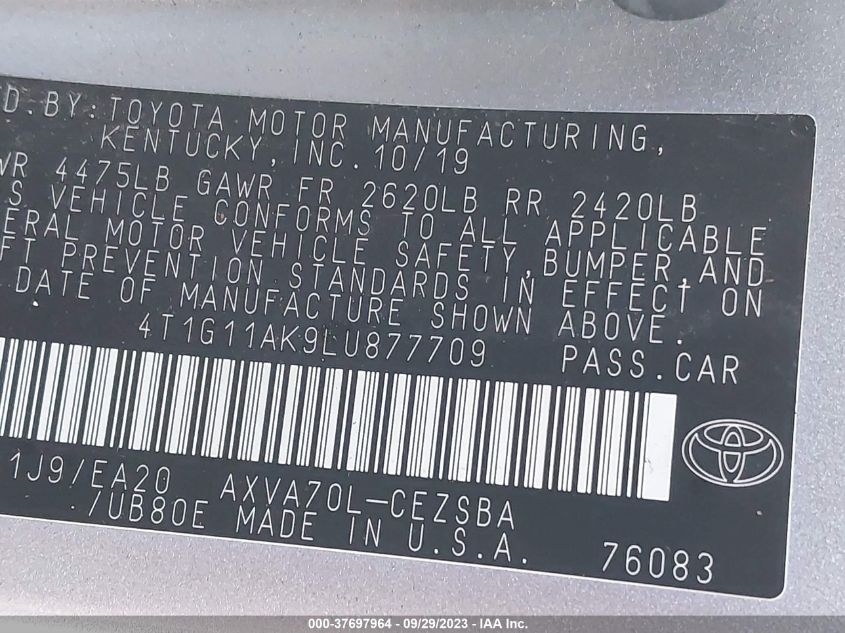 D.BY:TOYOTA MOTOR MANUFACTURING,
KENTUCKY,INC. 10/19
WR 4475LB GAWR FR 2620LB RR 2420LB
S VEHICLE CONFORMS TO ALL APPLICABLE
ERAL MOTOR VEHICLE SAFETY,BUMPER,AND
FT PREVENTION STANDARDS IN EFFECT ON
DATE OF MANUFACTURE SHOWN ABOVE.
4T1G11AK9LU877709 PASS.CAR
1J9/EA20 AXVA70L-CEZSBA
/UB80E MADE IN U.S.A. 76083
000-37697964 - 09/29/2023 - IAA Inc.